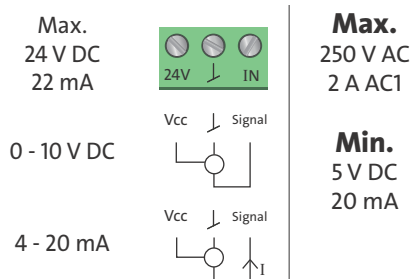 Max.
24 V DC
22 mA
24V IN
Vcc Signal
0 - 10 V DC
Vcc Signal
4 - 20 mA
I
Max.
250 V AC
2 A AC1
Min.
5 V DC
20 mA